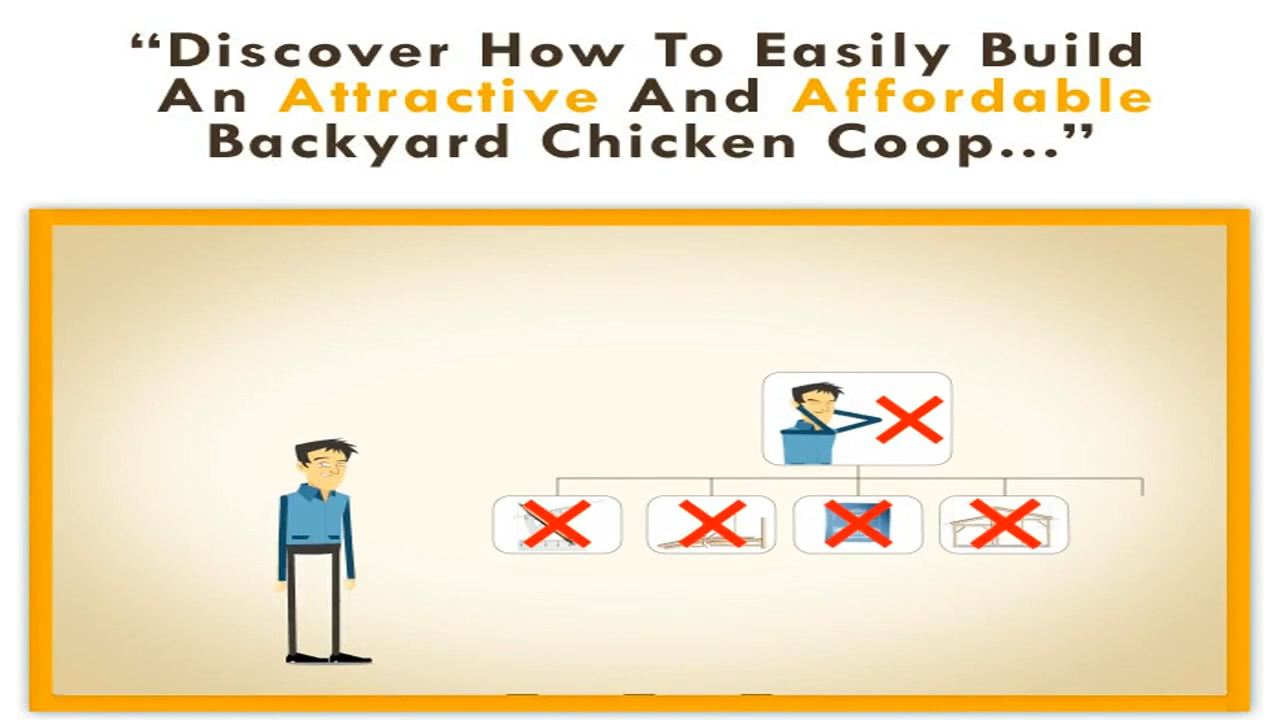 “Discover How To Easily Build
An Attractive And Affordable
Backyard Chicken Coop...”